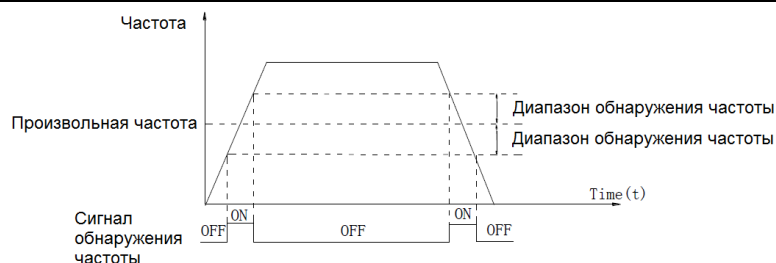 Частота
Диапазон обнаружения частоты
Произвольная частота
Диапазон обнаружения частоты
Time(t)
Сигнал
обнаружения
частоты
OFF
ON
OFF
ON
OFF